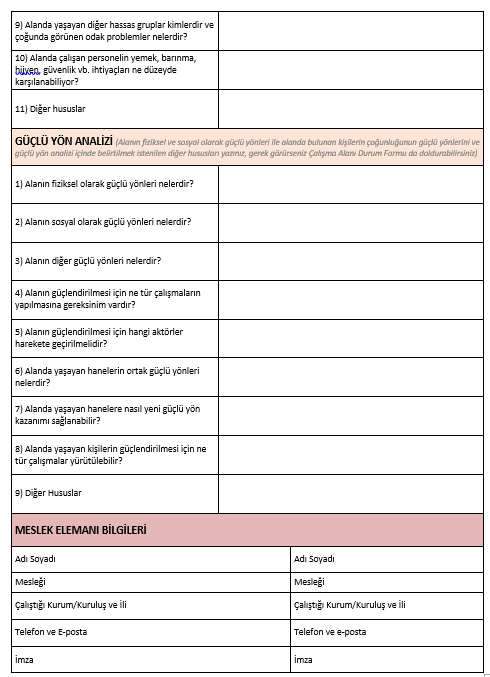 9) Alanda yaşayan diğer hassas gruplar kimlerdir ve
çoğunda görünen odak problemler nelerdir?
10) Alanda çalışan personelin yemek, barınma,
hijyen, güvenlik vb. ihtiyaçları ne düzeyde
karşılanabiliyor?
11) Diğer hususlar
GÜÇLÜ YÖN ANALİZİ (Alanın fiziksel ve sosyal olarak güçlü yönleri ile alanda bulunan kişilerin çoğunluğunun güçlü yönlerini ve
güçlü yön analizi içinde belirtilmek istenilen diğer hususları yazınız, gerek görürseniz Çalışma Alanı Durum Formu da doldurabilirsiniz)
1) Alanın fiziksel olarak güçlü yönleri nelerdir?
2) Alanın sosyal olarak güçlü yönleri nelerdir?
3) Alanın diğer güçlü yönleri nelerdir?
4) Alanın güçlendirilmesi için ne tür çalışmaların
yapılmasına gereksinim vardır?
5) Alanın güçlendirilmesi için hangi aktörler
harekete geçirilmelidir?
6) Alanda yaşayan hanelerin ortak güçlü yönleri
nelerdir?
7) Alanda yaşayan hanelere nasıl yeni güçlü yön
kazanımı sağlanabilir?
8) Alanda yaşayan kişilerin güçlendirilmesi için ne
tür çalışmalar yürütülebilir?
9) Diğer Hususlar
MESLEK ELEMANI BİLGİLERİ
Adı Soyadı
Adı Soyadı
Mesleği
Mesleği
Çalıştığı Kurum/Kuruluş ve İli
Çalıştığı Kurum/Kuruluş ve İli
Telefon ve E-posta
Telefon ve e-posta
İmza
İmza